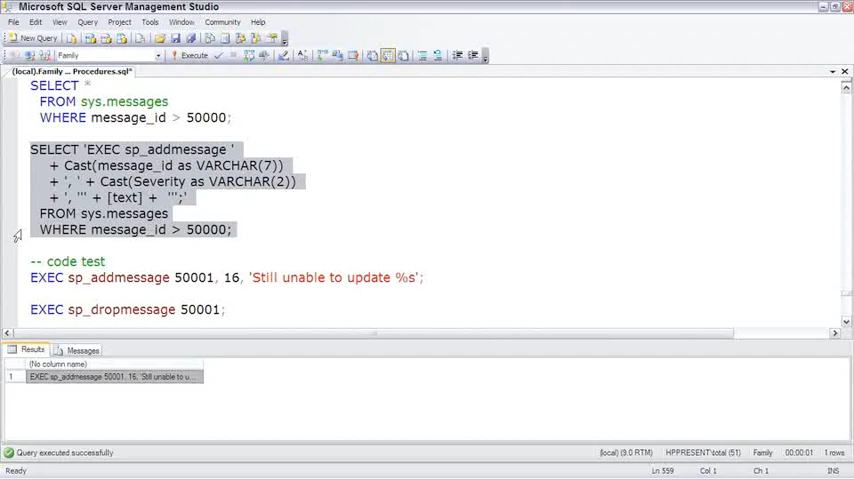 Microsoft SQL Server Management Studio
File Edit View Query Project Tools Window Community Help
New Query
Family Execute
(local).Family ... Procedures.sql*
SELECT *
FROM sys.messages
WHERE message_id > 50000;
SELECT 'EXEC sp_addmessage '
+ Cast(message_id as VARCHAR(7))
+ ', ' + Cast(Severity as VARCHAR(2))
+ ', ''' + [text] + ''';'
FROM sys.messages
WHERE message_id > 50000;
-- code test
EXEC sp_addmessage 50001, 16, 'Still unable to update %s';
EXEC sp_dropmessage 50001;
Results Messages
(No column name)
1 EXEC sp_addmessage 50001, 16, 'Still unable to u...
Query executed successfully (local) (9.0 RTM) HPPRESENT\total (51) Family 00:00:01 1 rows
Ready Ln 559 Col 1 Ch 1 INS